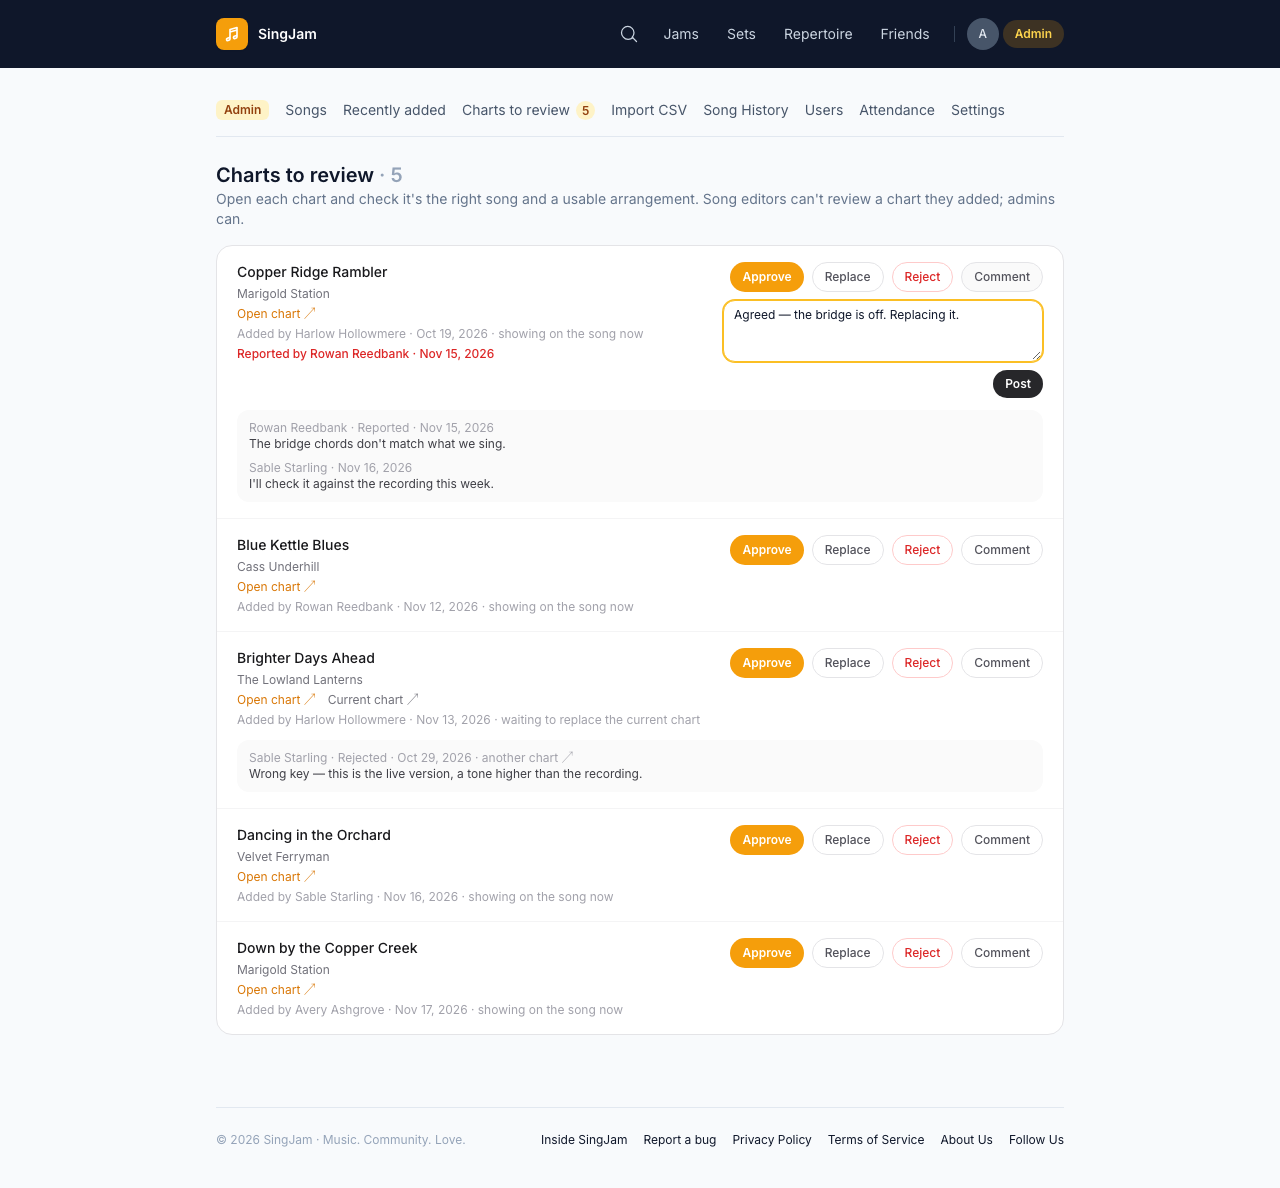 SingJam
Jams
Sets
Repertoire
Friends
A
Admin
Admin
Songs
Recently added
Charts to review 5
Import CSV
Song History
Users
Attendance
Settings
Charts to review · 5
Open each chart and check it's the right song and a usable arrangement. Song editors can't review a chart they added; admins
can.
Copper Ridge Rambler
Marigold Station
Open chart ↗
Added by Harlow Hollowmere · Oct 19, 2026 · showing on the song now
Reported by Rowan Reedbank · Nov 15, 2026
Approve
Replace
Reject
Comment
Agreed — the bridge is off. Replacing it.
Post
Rowan Reedbank · Reported · Nov 15, 2026
The bridge chords don't match what we sing.
Sable Starling · Nov 16, 2026
I'll check it against the recording this week.
Blue Kettle Blues
Cass Underhill
Open chart ↗
Added by Rowan Reedbank · Nov 12, 2026 · showing on the song now
Approve
Replace
Reject
Comment
Brighter Days Ahead
The Lowland Lanterns
Open chart ↗ Current chart ↗
Added by Harlow Hollowmere · Nov 13, 2026 · waiting to replace the current chart
Approve
Replace
Reject
Comment
Sable Starling · Rejected · Oct 29, 2026 · another chart ↗
Wrong key — this is the live version, a tone higher than the recording.
Dancing in the Orchard
Velvet Ferryman
Open chart ↗
Added by Sable Starling · Nov 16, 2026 · showing on the song now
Approve
Replace
Reject
Comment
Down by the Copper Creek
Marigold Station
Open chart ↗
Added by Avery Ashgrove · Nov 17, 2026 · showing on the song now
Approve
Replace
Reject
Comment
© 2026 SingJam · Music. Community. Love.
Inside SingJam
Report a bug
Privacy Policy
Terms of Service
About Us
Follow Us